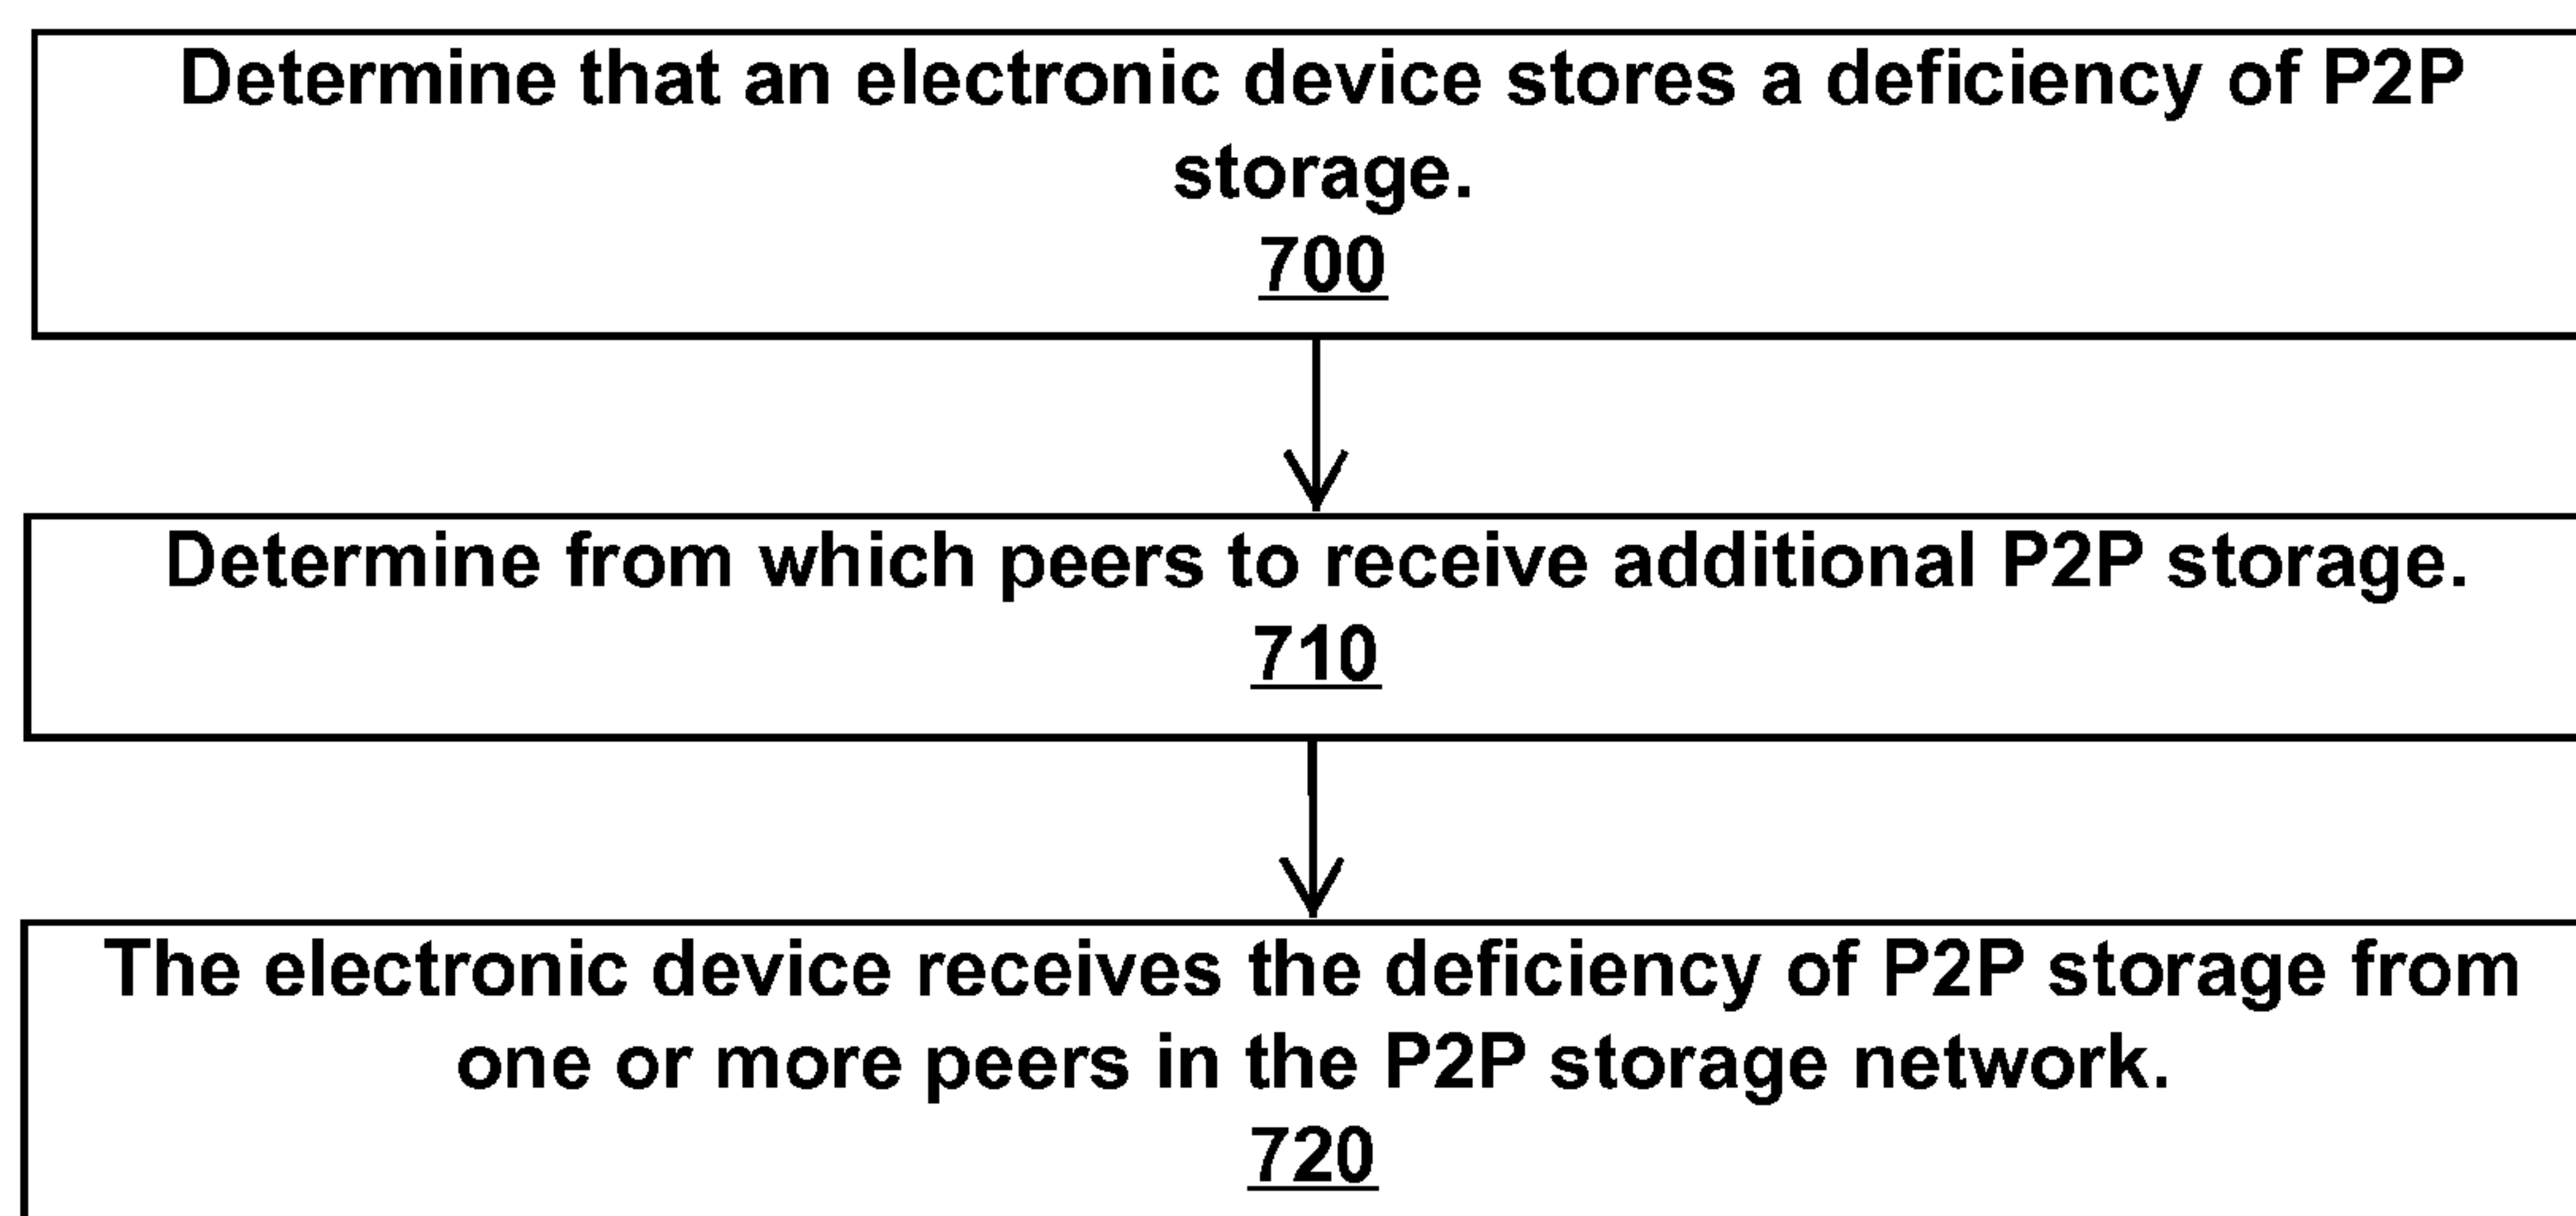 Determine that an electronic device stores a deficiency of P2P
storage.
700
Determine from which peers to receive additional P2P storage.
710
The electronic device receives the deficiency of P2P storage from
one or more peers in the P2P storage network.
720